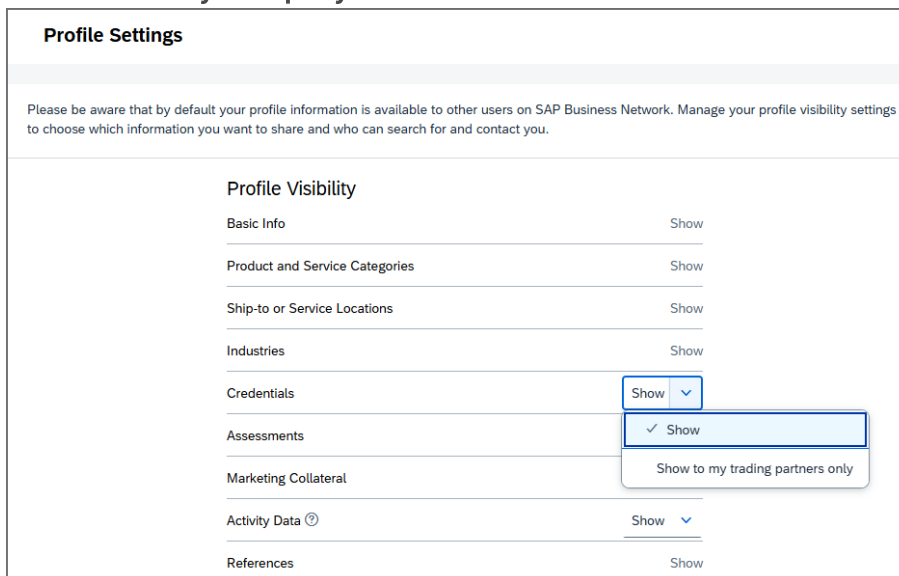 Profile Settings
Please be aware that by default your profile information is available to other users on SAP Business Network. Manage your profile visibility settings
to choose which information you want to share and who can search for and contact you.
Profile Visibility
Basic Info Show
Product and Service Categories Show
Ship-to or Service Locations Show
Industries Show
Credentials Show
✓ Show
Assessments
Show to my trading partners only
Marketing Collateral
Activity Data ? Show
References Show